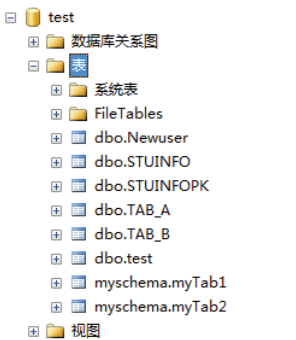 test
数据库关系图
表
系统表
FileTables
dbo.Newuser
dbo.STUINFO
dbo.STUINFOPK
dbo.TAB_A
dbo.TAB_B
dbo.test
myschema.myTab1
myschema.myTab2
视图